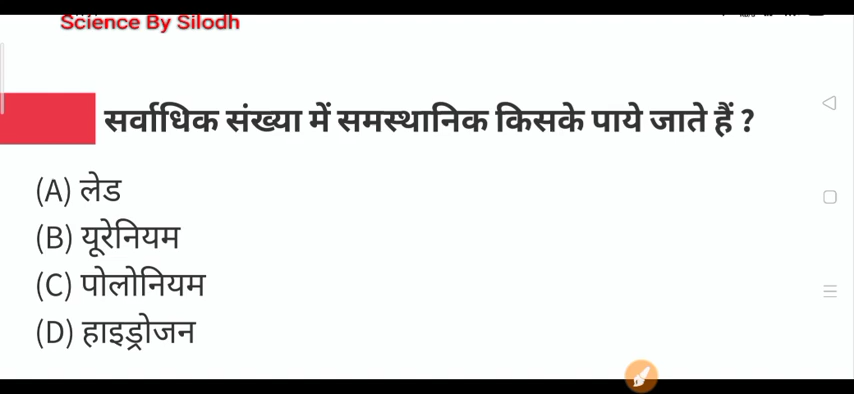 Science By Silodh
सर्वाधिक संख्या में समस्थानिक किसके पाये जाते हैं ?
(A) लेड
(B) यूरेनियम
(C) पोलोनियम
(D) हाइड्रोजन